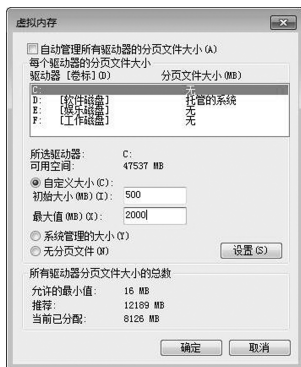 虚拟内存
自动管理所有驱动器的分页文件大小(A)
每个驱动器的分页文件大小
驱动器 [卷标](D) 分页文件大小(MB)
C: 无
D: [软件磁盘] 托管的系统
E: [娱乐磁盘] 无
F: [工作磁盘] 无
所选驱动器: C:
可用空间: 47537 MB
自定义大小(C):
初始大小(MB)(I): 500
最大值(MB)(X): 2000
系统管理的大小(Y)
无分页文件(N) 设置(S)
所有驱动器分页文件大小的总数
允许的最小值: 16 MB
推荐: 12189 MB
当前已分配: 8126 MB
确定 取消